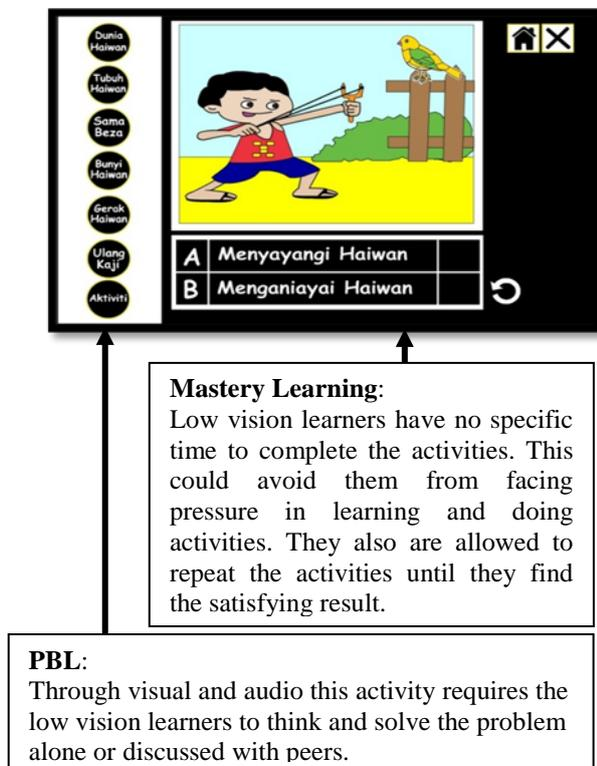 Dunia
Haiwan
Tubuh
Haiwan
Sama
Beza
Bunyi
Haiwan
Gerak
Haiwan
Ulang
Kaji
Aktiviti
A Menyayangi Haiwan
B Menganiayai Haiwan
Mastery Learning:
Low vision learners have no specific
time to complete the activities. This
could avoid them from facing
pressure in learning and doing
activities. They also are allowed to
repeat the activities until they find
the satisfying result.
PBL:
Through visual and audio this activity requires the
low vision learners to think and solve the problem
alone or discussed with peers.